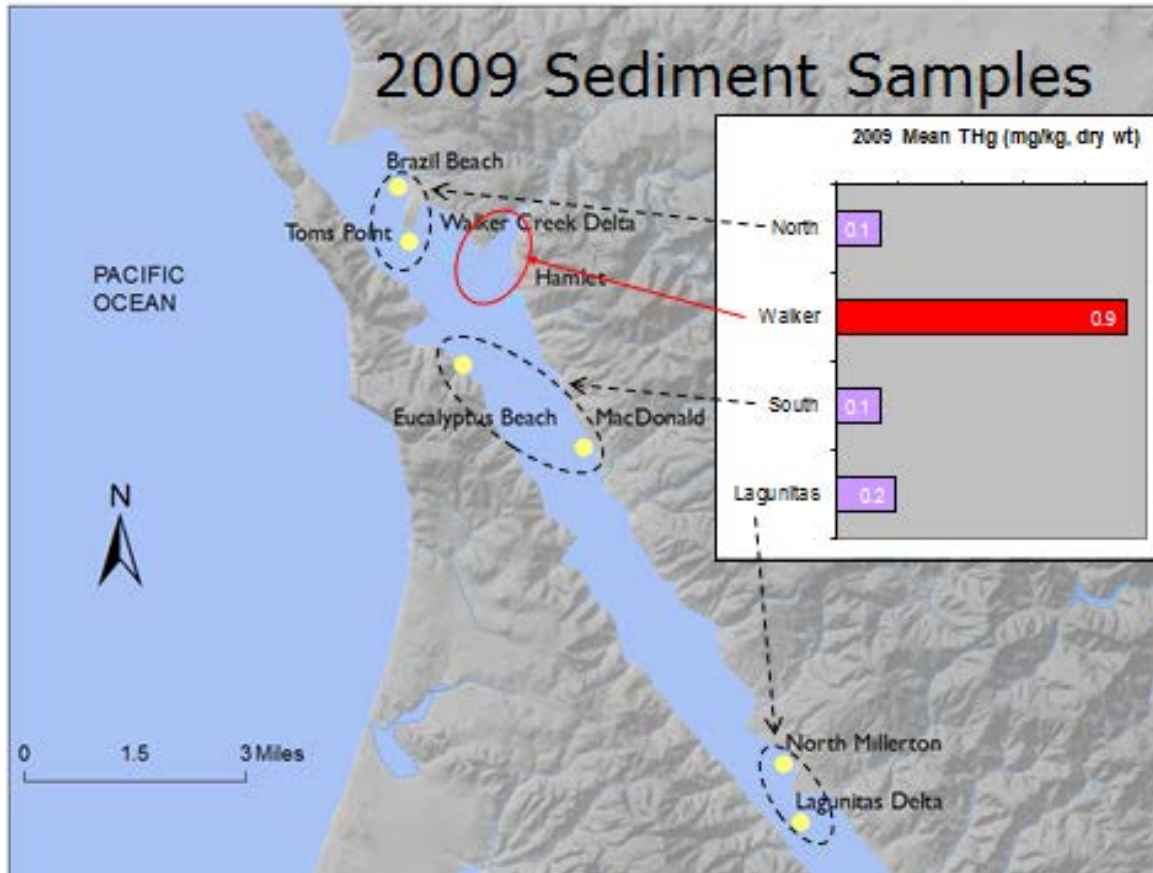 2009 Sediment Samples
2009 Mean THg (mg/kg, dry wt)
North
0.1
Walker
0.9
South
0.1
Lagunitas
0.2
Brazil Beach
Walker Creek Delta
Toms Point
Hamlet
PACIFIC
OCEAN
Eucalyptus Beach
MacDonald
N
0 1.5 3 Miles
North Millerton
Lagunitas Delta